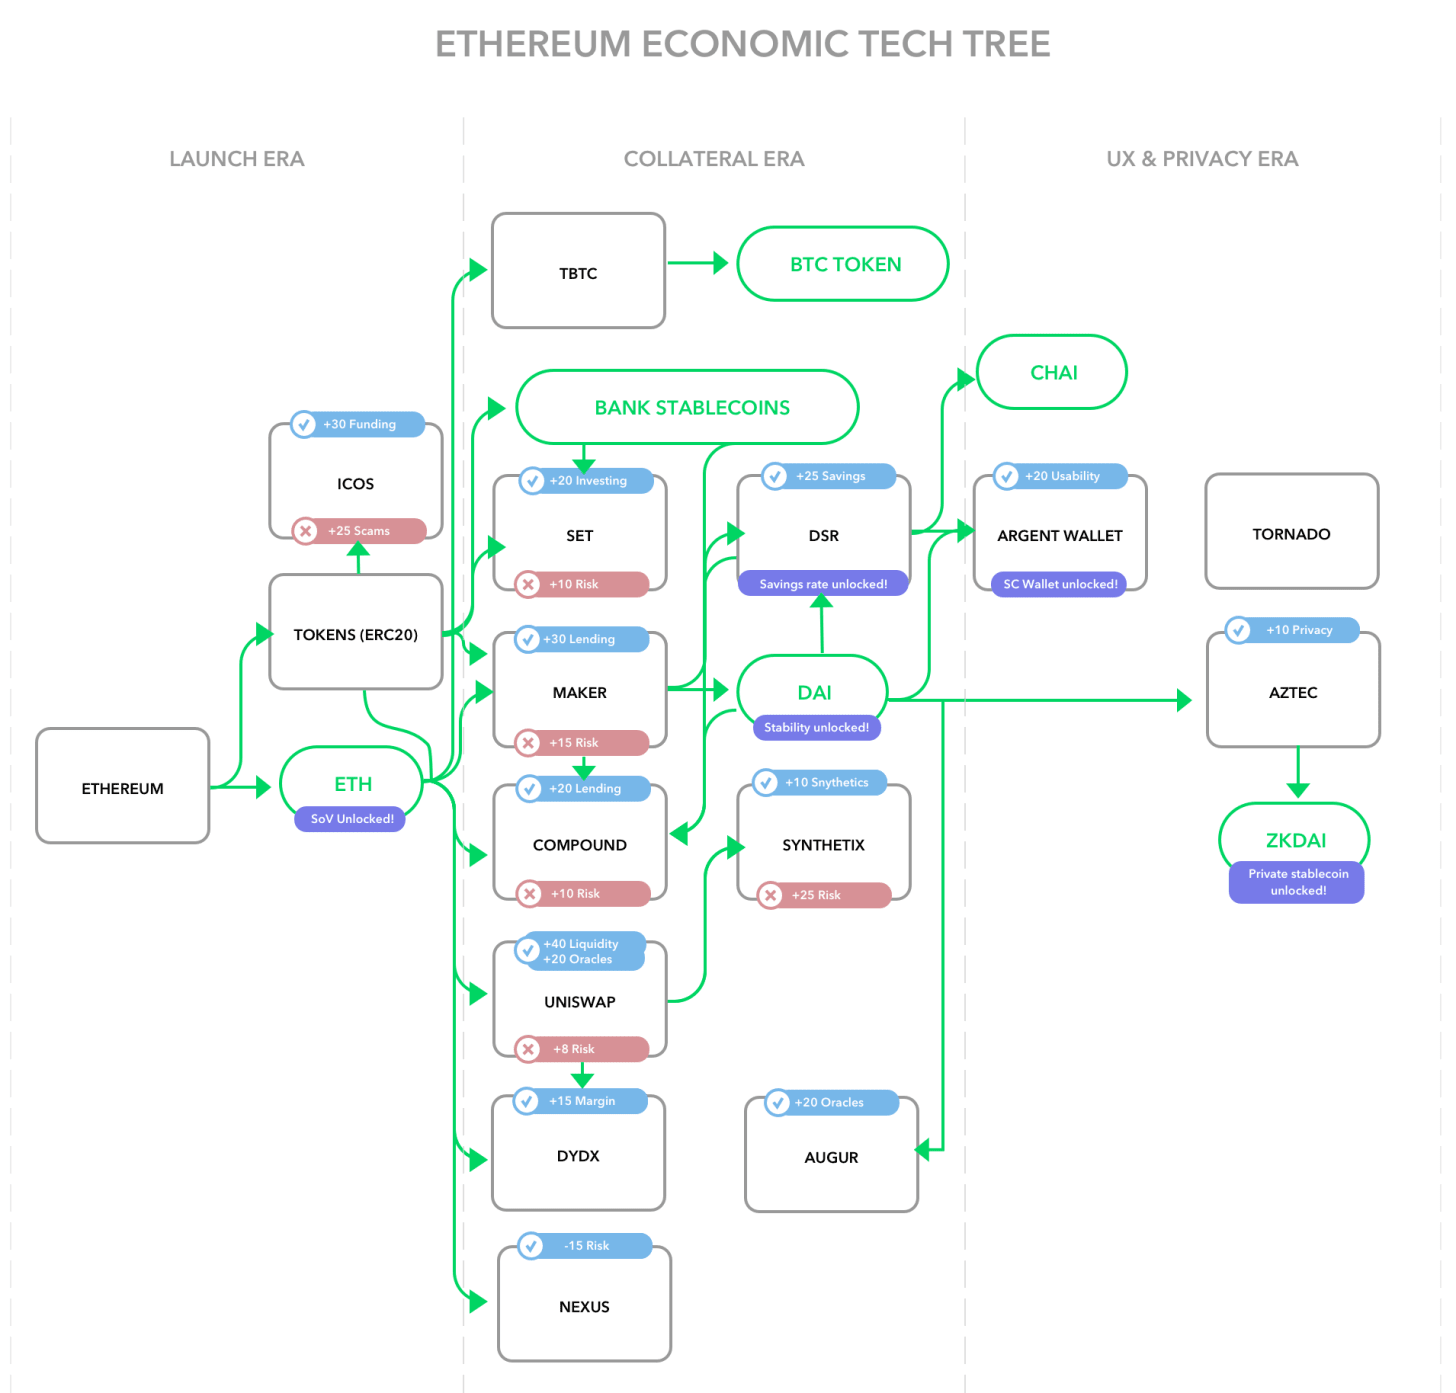 ETHEREUM ECONOMIC TECH TREE
LAUNCH ERA
COLLATERAL ERA
UX & PRIVACY ERA
TBTC
BTC TOKEN
CHAI
BANK STABLECOINS
+30 Funding
ICOS
+25 Scams
+20 Investing
SET
+10 Risk
+25 Savings
DSR
Savings rate unlocked!
+20 Usability
ARGENT WALLET
SC Wallet unlocked!
TORNADO
TOKENS (ERC20)
+30 Lending
MAKER
+15 Risk
DAI
Stability unlocked!
+10 Privacy
AZTEC
ETHEREUM
ETH
SoV Unlocked!
+20 Lending
COMPOUND
+10 Risk
+10 Snythetics
SYNTHETIX
+25 Risk
ZKDAI
Private stablecoin
unlocked!
+40 Liquidity
+20 Oracles
UNISWAP
+8 Risk
+15 Margin
DYDX
+20 Oracles
AUGUR
-15 Risk
NEXUS